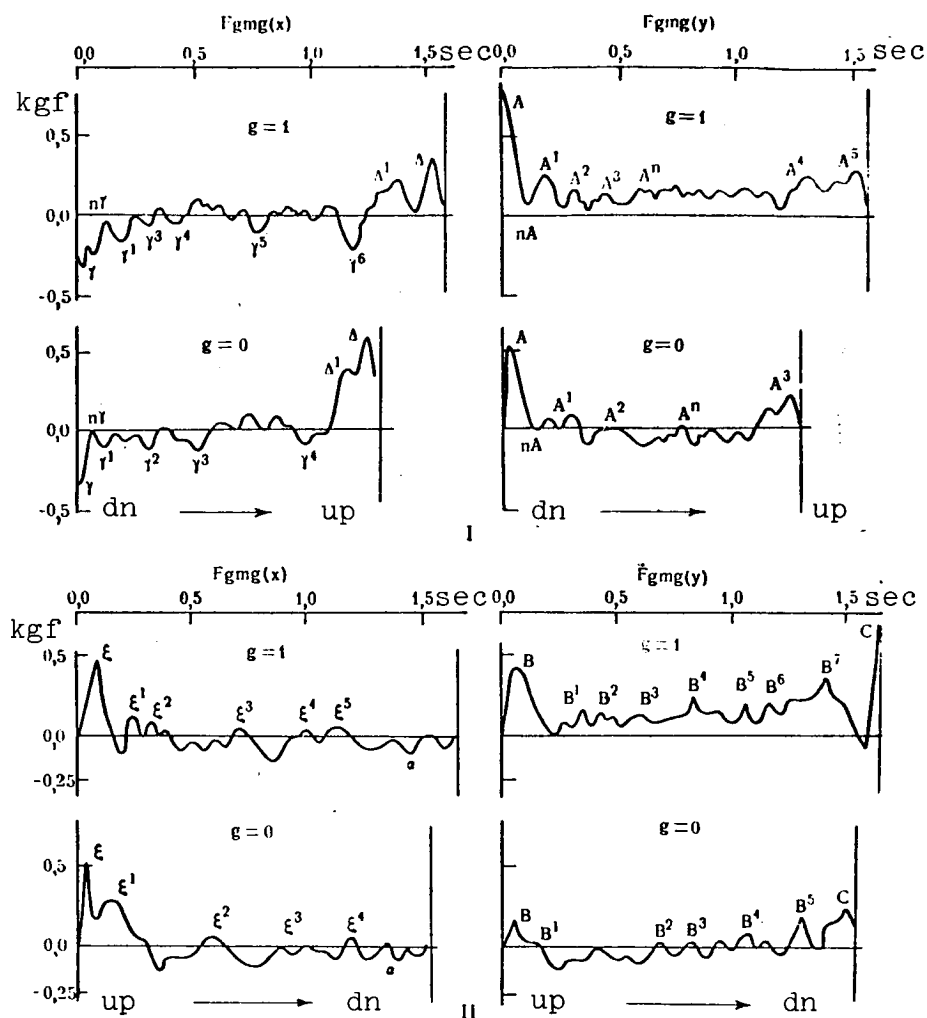 Fgmg(x) Fgmg(y)
0,0 0,5 1,0 1,5 sec 0,0 0,5 1,0 1,5 sec
kgf
0,5 g = 1 Δ¹ Δ A g = 1 A¹ A² A³ Aⁿ A⁴ A⁵
0,0 nγ nA
γ γ¹ γ³ γ⁴ γ⁵ γ⁶
-0,5
0,5 g = 0 Δ¹ Δ A g = 0 A¹ A² Aⁿ A³
0,0 nγ nA
γ γ¹ γ² γ³ γ⁴
-0,5 dn up dn up
I
Fgmg(x) Fgmg(y)
0,0 0,5 1,0 1,5 sec 0,0 0,5 1,0 1,5 sec
kgf
0,5 ξ g = 1 B g = 1 C
ξ¹ ξ² ξ³ ξ⁴ ξ⁵ B¹ B² B³ B⁴ B⁵ B⁶ B⁷
0,0
-0,25 α
0,5 ξ g = 0 g = 0
ξ¹ ξ² ξ³ ξ⁴ B B¹ B² B³ B⁴ B⁵ C
0,0
α
-0,25 up dn up dn
II